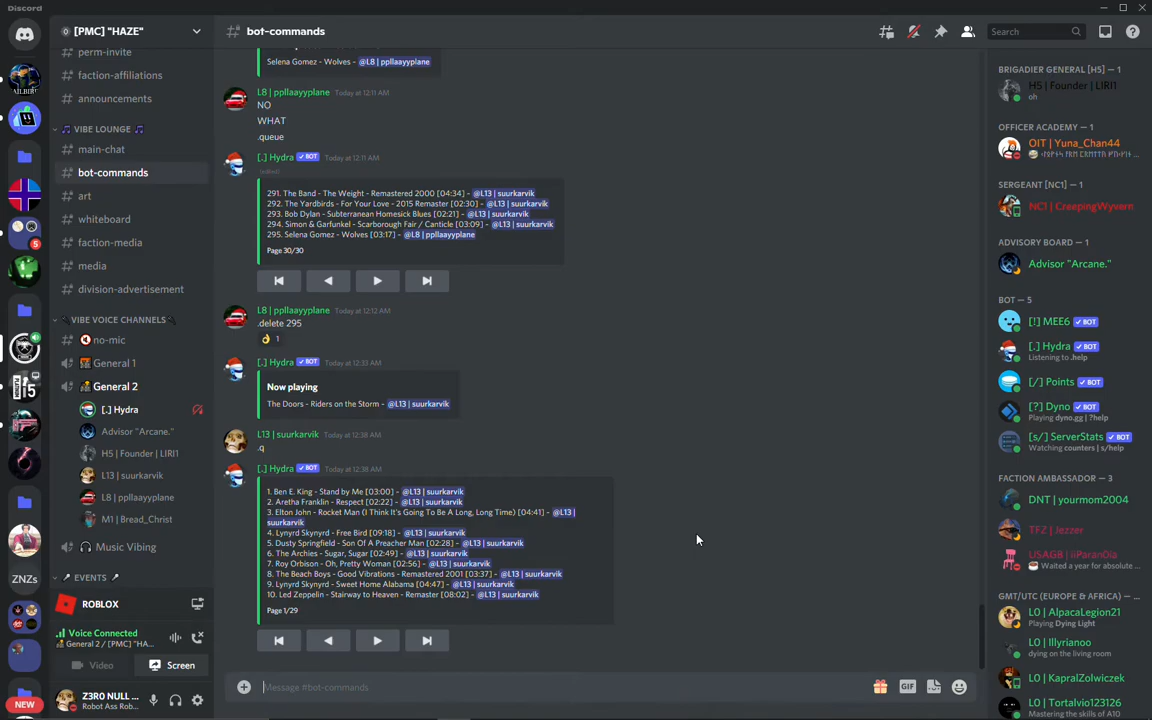 Discord
[PMC] "HAZE"
perm-invite
faction-affiliations
announcements
VIBE LOUNGE
main-chat
bot-commands
art
whiteboard
faction-media
media
division-advertisement
VIBE VOICE CHANNELS
no-mic
General 1
General 2
[.] Hydra
Advisor "Arcane."
H5 | Founder | LIRI1
L13 | suurkarvik
L8 | ppllaayyplane
M1 | Bread_Christ
Music Vibing
EVENTS
ROBLOX
Voice Connected
General 2 / [PMC] "HA...
Video
Screen
Z3R0 NULL ...
Robot Ass Rob...
5
ZNZs
NEW
bot-commands
Search
Selena Gomez - Wolves - @L8 | ppllaayyplane
L8 | ppllaayyplane Today at 12:11 AM
NO
WHAT
.queue
[.] Hydra BOT Today at 12:11 AM
(edited)
291. The Band - The Weight - Remastered 2000 [04:34] - @L13 | suurkarvik
292. The Yardbirds - For Your Love - 2015 Remaster [02:30] - @L13 | suurkarvik
293. Bob Dylan - Subterranean Homesick Blues [02:21] - @L13 | suurkarvik
294. Simon & Garfunkel - Scarborough Fair / Canticle [03:09] - @L13 | suurkarvik
295. Selena Gomez - Wolves [03:17] - @L8 | ppllaayyplane
Page 30/30
L8 | ppllaayyplane Today at 12:12 AM
.delete 295
1
[.] Hydra BOT Today at 12:33 AM
Now playing
The Doors - Riders on the Storm - @L13 | suurkarvik
L13 | suurkarvik Today at 12:38 AM
.q
[.] Hydra BOT Today at 12:38 AM
1. Ben E. King - Stand by Me [03:00] - @L13 | suurkarvik
2. Aretha Franklin - Respect [02:22] - @L13 | suurkarvik
3. Elton John - Rocket Man (I Think It's Going To Be A Long, Long Time) [04:41] - @L13 |
suurkarvik
4. Lynyrd Skynyrd - Free Bird [09:18] - @L13 | suurkarvik
5. Dusty Springfield - Son Of A Preacher Man [02:28] - @L13 | suurkarvik
6. The Archies - Sugar, Sugar [02:49] - @L13 | suurkarvik
7. Roy Orbison - Oh, Pretty Woman [02:56] - @L13 | suurkarvik
8. The Beach Boys - Good Vibrations - Remastered 2001 [03:37] - @L13 | suurkarvik
9. Lynyrd Skynyrd - Sweet Home Alabama [04:47] - @L13 | suurkarvik
10. Led Zeppelin - Stairway to Heaven - Remaster [08:02] - @L13 | suurkarvik
Page 1/29
Message #bot-commands
GIF
BRIGADIER GENERAL [H5] — 1
H5 | Founder | LIRI1
oh
OFFICER ACADEMY — 1
OIT | Yuna_Chan44
SERGEANT [NC1] — 1
NC1 | CreepingWyvern
ADVISORY BOARD — 1
Advisor "Arcane."
BOT — 5
[!] MEE6 BOT
[.] Hydra BOT
Listening to .help
[/] Points BOT
[?] Dyno BOT
Playing dyno.gg | ?help
[s/] ServerStats BOT
Watching counters | s/help
FACTION AMBASSADOR — 3
DNT | yourmom2004
TFZ | Jezzer
USAGB | iiParan0ia
Waited a year for absolute ...
GMT/UTC (EUROPE & AFRICA) — ...
L0 | AlpacaLegion21
Playing Dying Light
L0 | Illyrianoo
dying on the living room
L0 | KapralZolwiczek
L0 | Tortalvio123126
Mastering the skills of A10